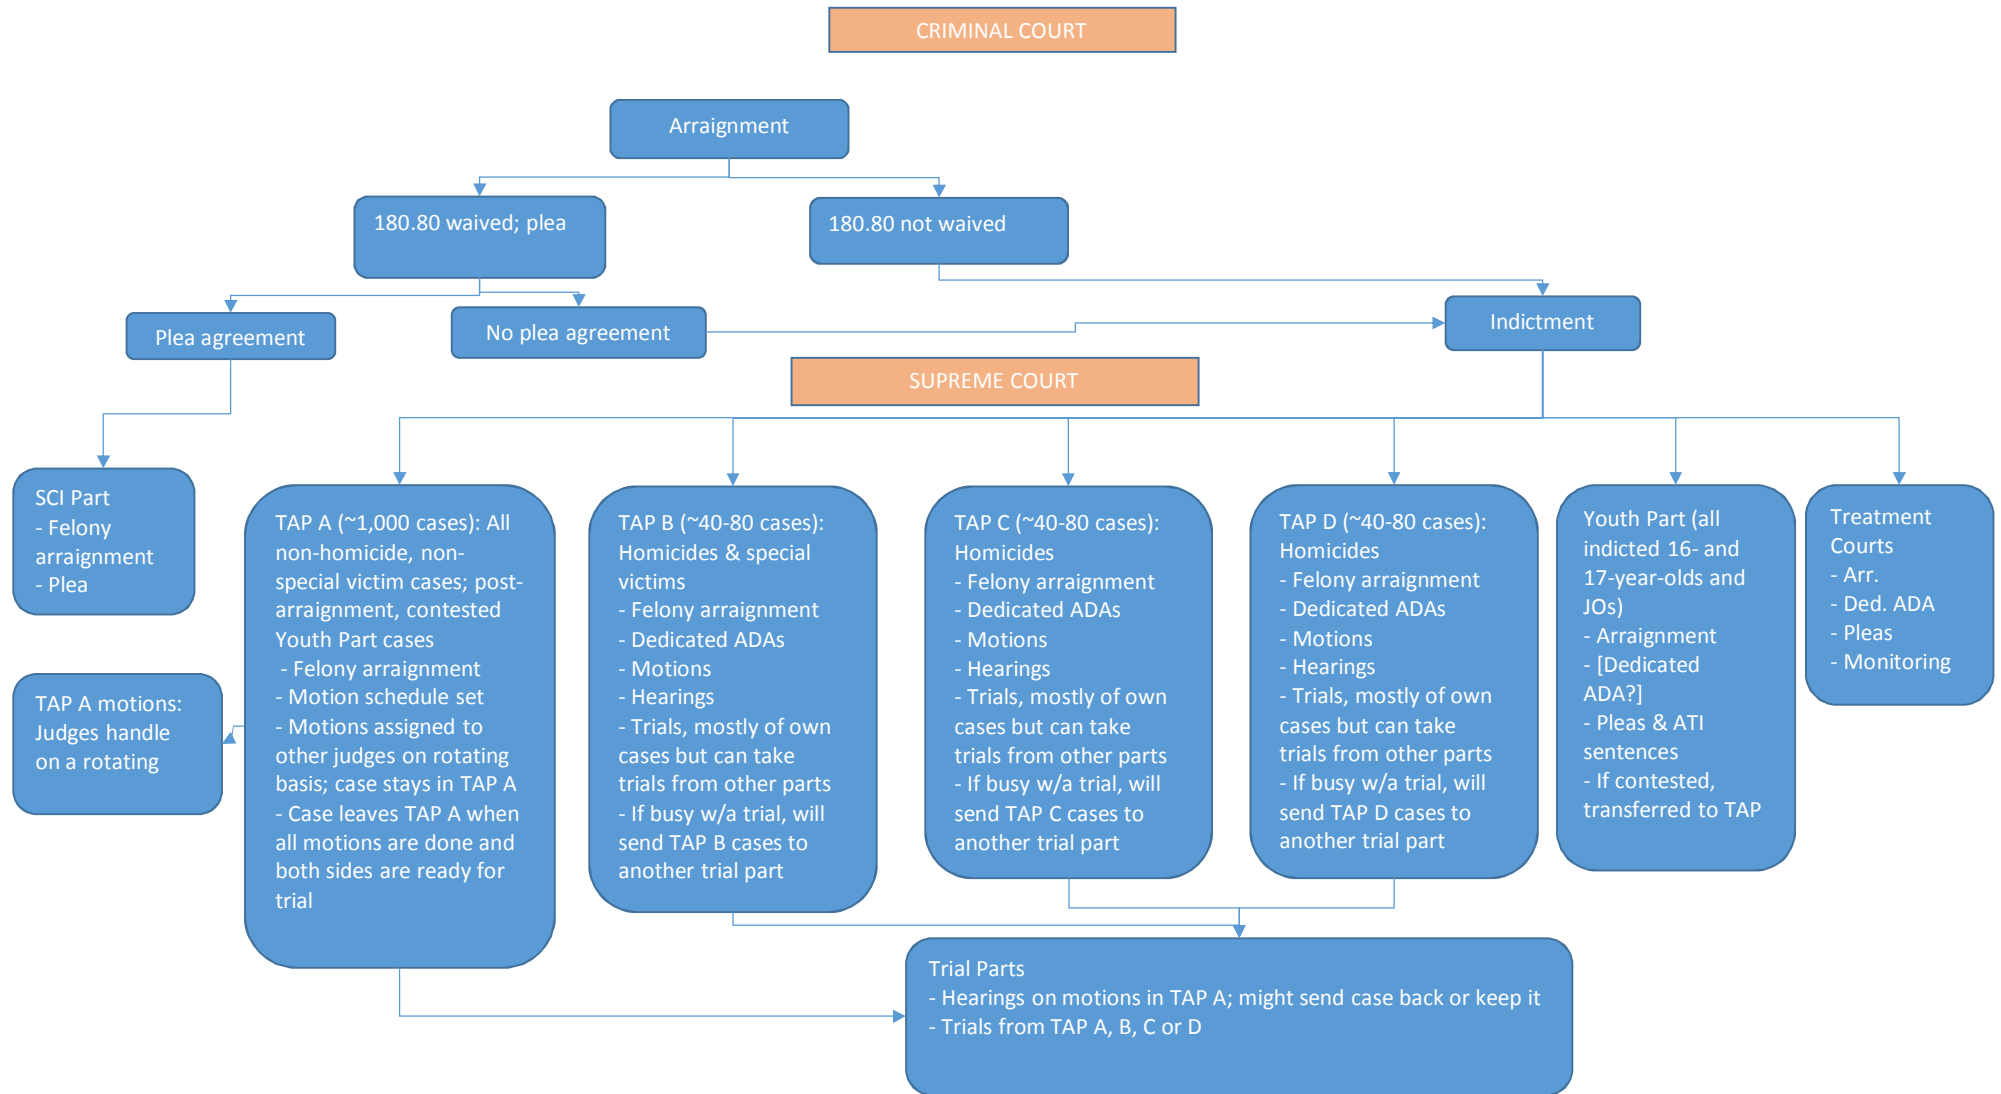 CRIMINAL COURT
Arraignment
180.80 waived; plea
180.80 not waived
Plea agreement
No plea agreement
Indictment
SUPREME COURT
SCI Part
- Felony
arraignment
- Plea
TAP A motions:
Judges handle
on a rotating
TAP A (~1,000 cases): All
non-homicide, non-
special victim cases; post-
arraignment, contested
Youth Part cases
- Felony arraignment
- Motion schedule set
- Motions assigned to
other judges on rotating
basis; case stays in TAP A
- Case leaves TAP A when
all motions are done and
both sides are ready for
trial
TAP B (~40-80 cases):
Homicides & special
victims
- Felony arraignment
- Dedicated ADAs
- Motions
- Hearings
- Trials, mostly of own
cases but can take
trials from other parts
- If busy w/a trial, will
send TAP B cases to
another trial part
TAP C (~40-80 cases):
Homicides
- Felony arraignment
- Dedicated ADAs
- Motions
- Hearings
- Trials, mostly of own
cases but can take
trials from other parts
- If busy w/a trial, will
send TAP C cases to
another trial part
TAP D (~40-80 cases):
Homicides
- Felony arraignment
- Dedicated ADAs
- Motions
- Hearings
- Trials, mostly of own
cases but can take
trials from other parts
- If busy w/a trial, will
send TAP D cases to
another trial part
Youth Part (all
indicted 16- and
17-year-olds and
JOs)
- Arraignment
- [Dedicated
ADA?]
- Pleas & ATI
sentences
- If contested,
transferred to TAP
Treatment
Courts
- Arr.
- Ded. ADA
- Pleas
- Monitoring
Trial Parts
- Hearings on motions in TAP A; might send case back or keep it
- Trials from TAP A, B, C or D